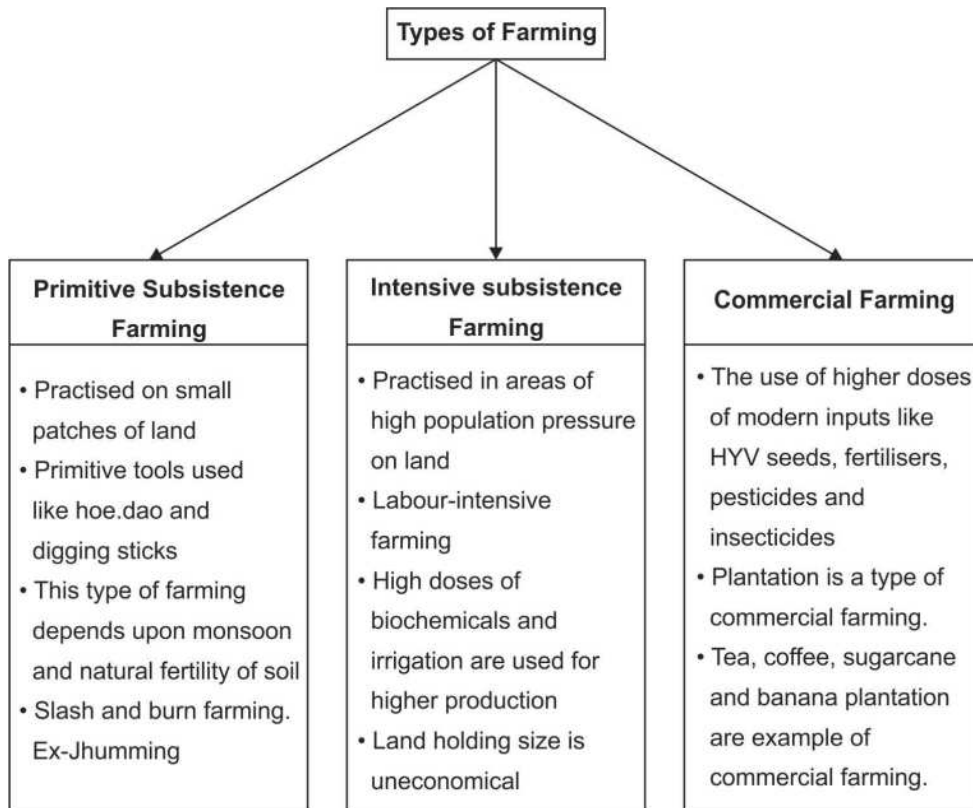 Types of Farming
Primitive Subsistence
Farming
• Practised on small
patches of land
• Primitive tools used
like hoe.dao and
digging sticks
• This type of farming
depends upon monsoon
and natural fertility of soil
• Slash and burn farming.
Ex-Jhumming
Intensive subsistence
Farming
• Practised in areas of
high population pressure
on land
• Labour-intensive
farming
• High doses of
biochemicals and
irrigation are used for
higher production
• Land holding size is
uneconomical
Commercial Farming
• The use of higher doses
of modern inputs like
HYV seeds, fertilisers,
pesticides and
insecticides
• Plantation is a type of
commercial farming.
• Tea, coffee, sugarcane
and banana plantation
are example of
commercial farming.